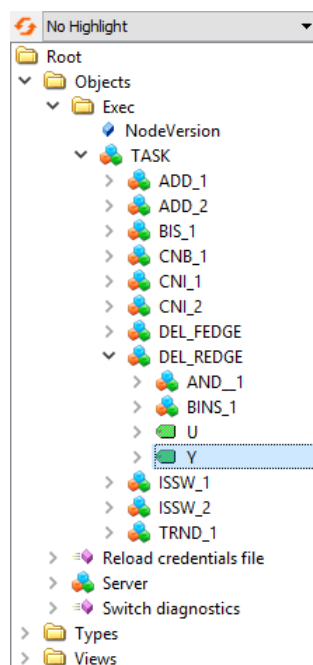 No Highlight
Root
Objects
Exec
NodeVersion
TASK
ADD_1
ADD_2
BIS_1
CNB_1
CNI_1
CNI_2
DEL_FEDGE
DEL_REDGE
AND__1
BINS_1
U
Y
ISSW_1
ISSW_2
TRND_1
Reload credentials file
Server
Switch diagnostics
Types
Views